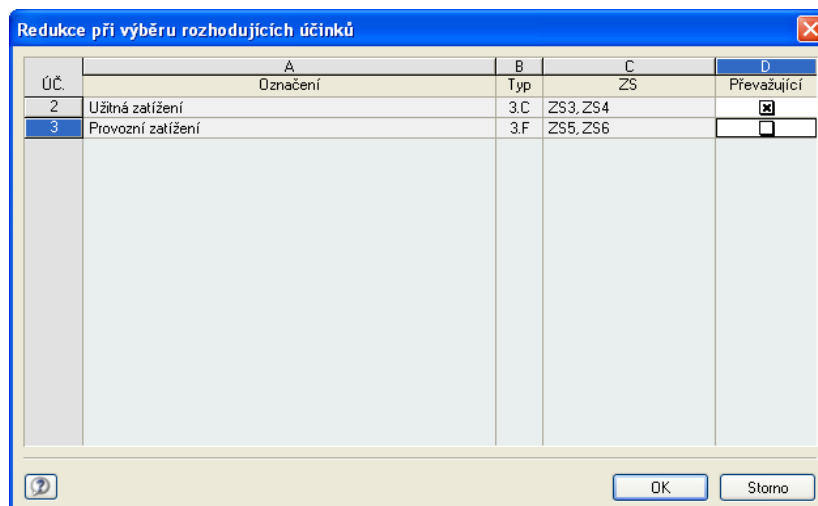 Redukce při výběru rozhodujících účinků
A B C D
ÚČ. Označení Typ ZS Převažující
2 Užitná zatížení 3.C ZS3, ZS4
3 Provozní zatížení 3.F ZS5, ZS6
OK Storno